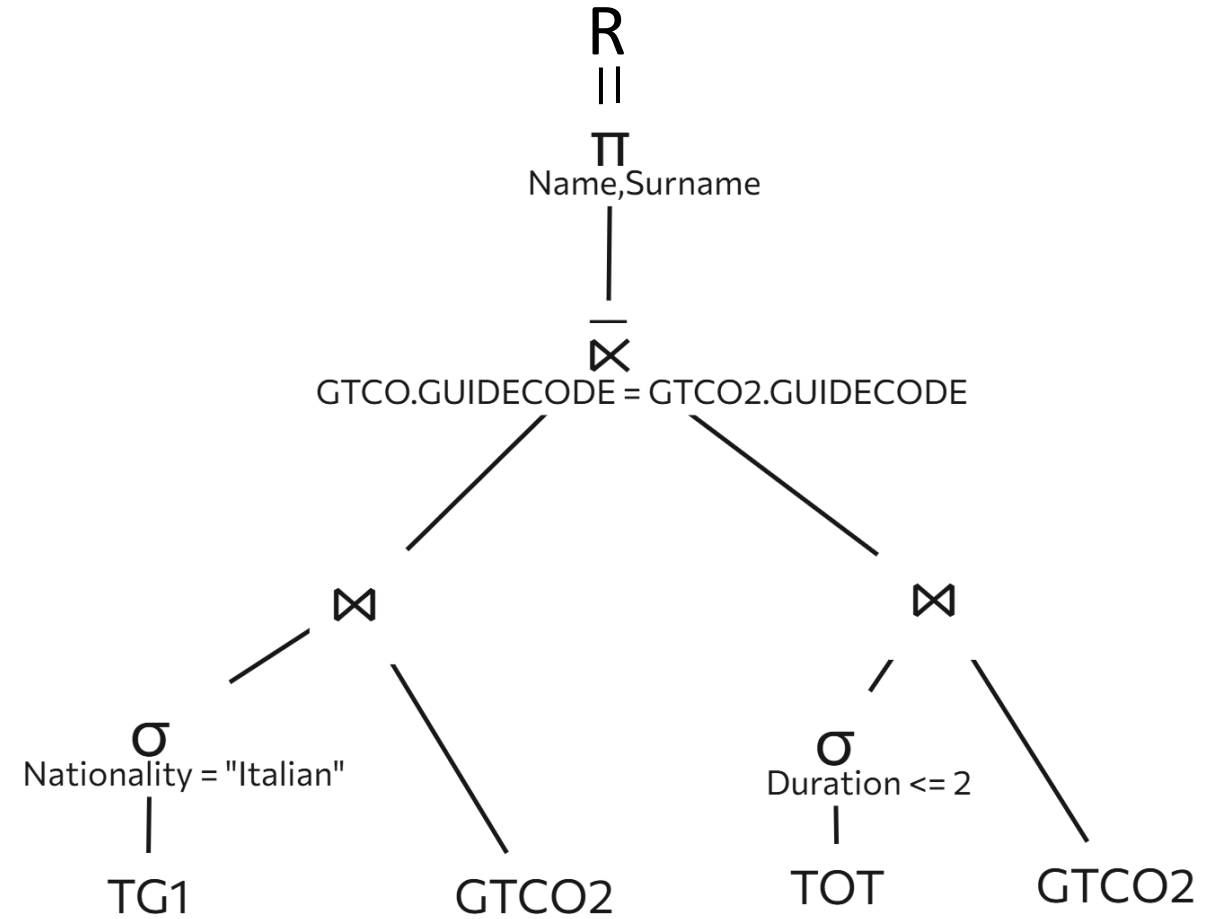 R
=
π
Name,Surname
⋉
GTCO.GUIDECODE = GTCO2.GUIDECODE
⋈ ⋈
σ σ
Nationality = "Italian" Duration <= 2
TG1 GTCO2 TOT GTCO2